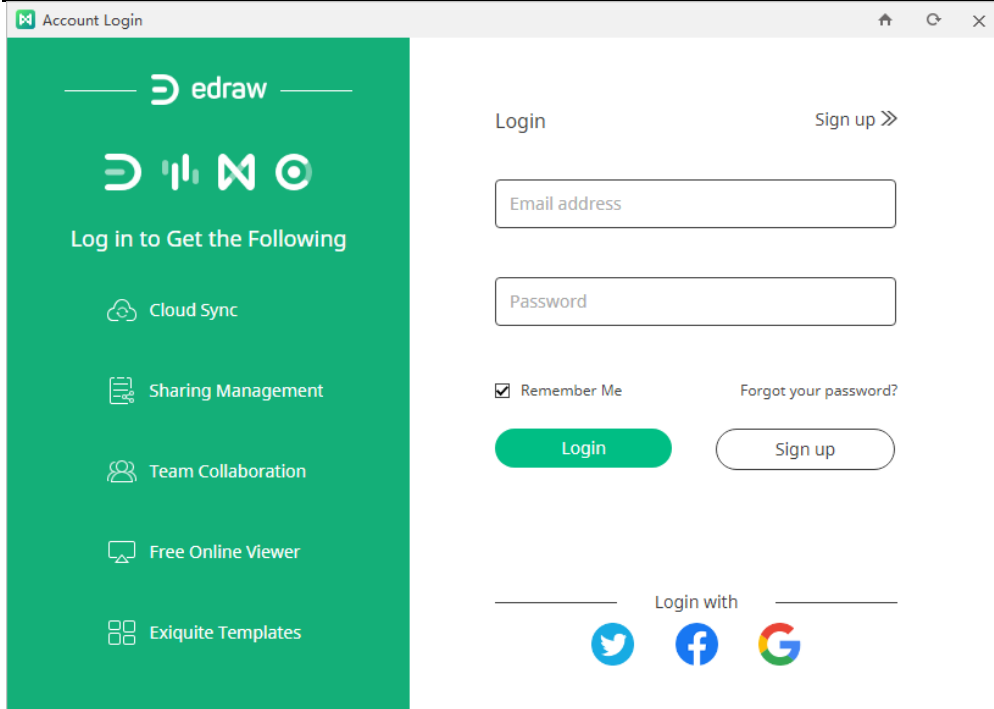 Account Login
edraw
Log in to Get the Following
Cloud Sync
Sharing Management
Team Collaboration
Free Online Viewer
Exiquite Templates
Login
Sign up
Email address
Password
Remember Me
Forgot your password?
Login
Sign up
Login with